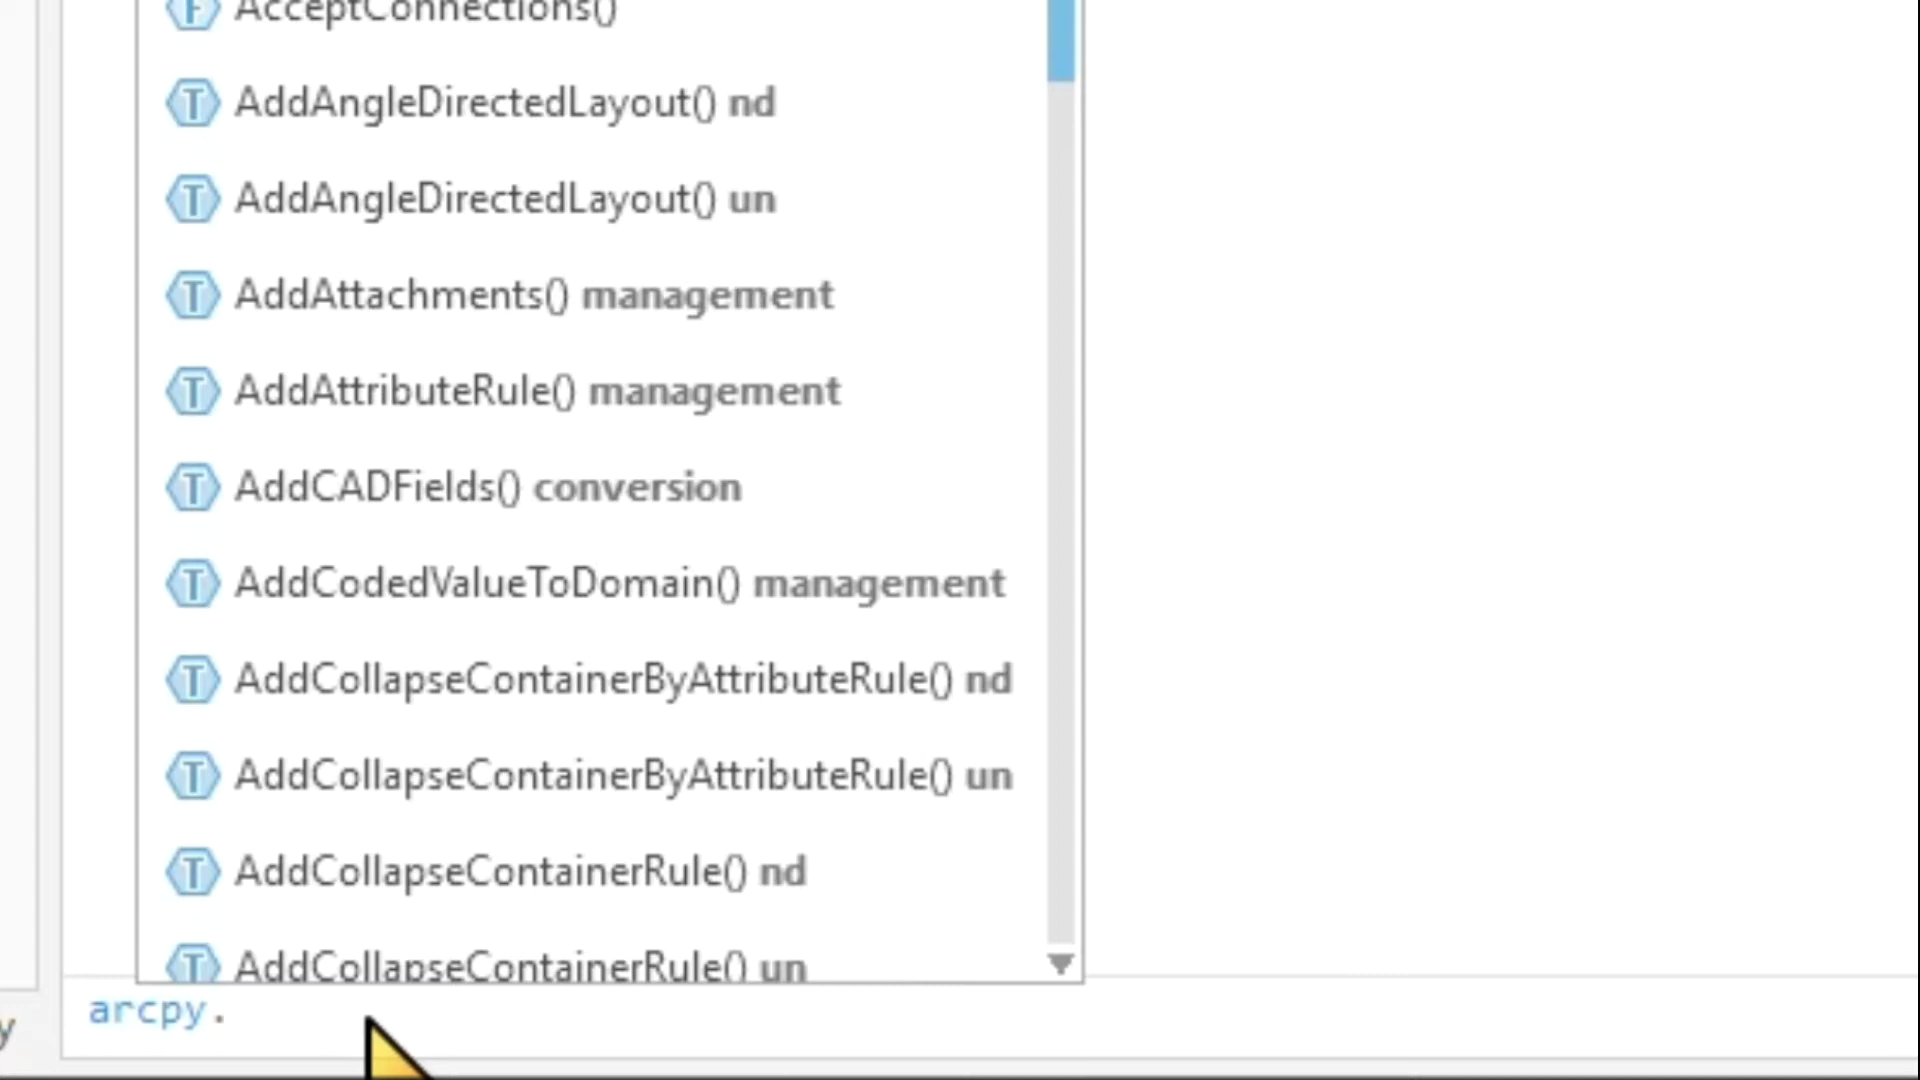 AcceptConnections()
AddAngleDirectedLayout() nd
AddAngleDirectedLayout() un
AddAttachments() management
AddAttributeRule() management
AddCADFields() conversion
AddCodedValueToDomain() management
AddCollapseContainerByAttributeRule() nd
AddCollapseContainerByAttributeRule() un
AddCollapseContainerRule() nd
AddCollapseContainerRule() un
arcpy.